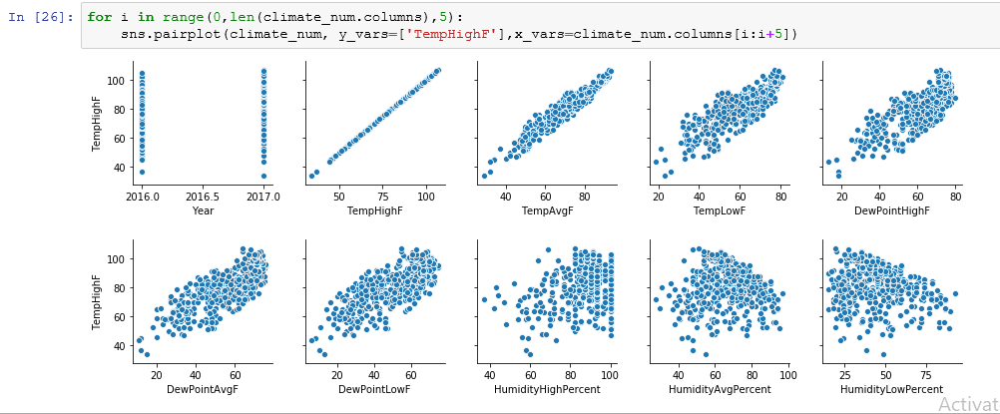 In [26]: for i in range(0,len(climate_num.columns),5):
sns.pairplot(climate_num, y_vars=['TempHighF'],x_vars=climate_num.columns[i:i+5])
100
80
60
40
TempHighF
2016.0 2016.5 2017.0
Year
50 75 100
TempHighF
40 60 80
TempAvgF
20 40 60 80
TempLowF
20 40 60 80
DewPointHighF
100
80
60
40
TempHighF
20 40 60
DewPointAvgF
20 40 60
DewPointLowF
40 60 80 100
HumidityHighPercent
40 60 80 100
HumidityAvgPercent
25 50 75
HumidityLowPercent
Activat